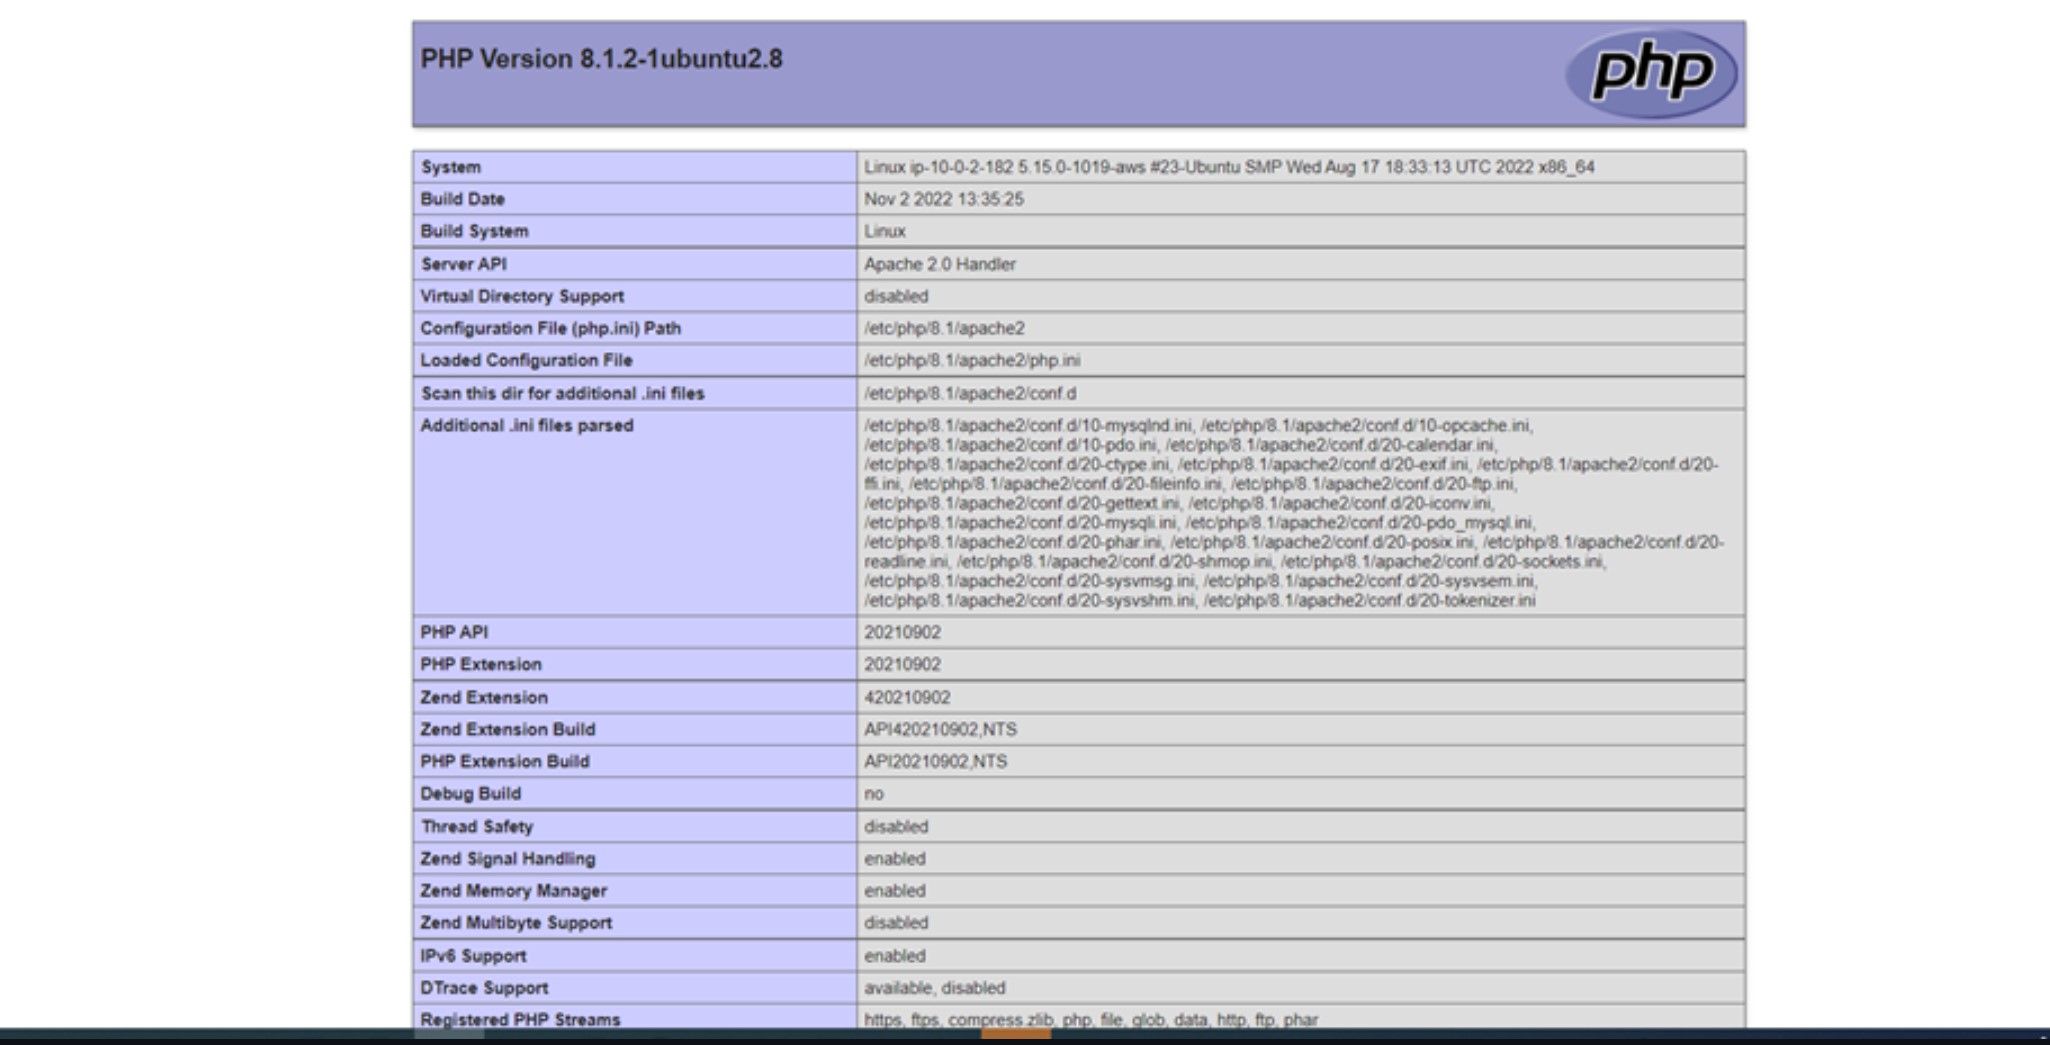 PHP Version 8.1.2-1ubuntu2.8
php
System Linux ip-10-0-2-182 5.15.0-1019-aws #23-Ubuntu SMP Wed Aug 17 18:33:13 UTC 2022 x86_64
Build Date Nov 2 2022 13:35:25
Build System Linux
Server API Apache 2.0 Handler
Virtual Directory Support disabled
Configuration File (php.ini) Path /etc/php/8.1/apache2
Loaded Configuration File /etc/php/8.1/apache2/php.ini
Scan this dir for additional .ini files /etc/php/8.1/apache2/conf.d
Additional .ini files parsed /etc/php/8.1/apache2/conf.d/10-mysqlnd.ini, /etc/php/8.1/apache2/conf.d/10-opcache.ini,
/etc/php/8.1/apache2/conf.d/10-pdo.ini, /etc/php/8.1/apache2/conf.d/20-calendar.ini,
/etc/php/8.1/apache2/conf.d/20-ctype.ini, /etc/php/8.1/apache2/conf.d/20-exif.ini, /etc/php/8.1/apache2/conf.d/20-
ffi.ini, /etc/php/8.1/apache2/conf.d/20-fileinfo.ini, /etc/php/8.1/apache2/conf.d/20-ftp.ini,
/etc/php/8.1/apache2/conf.d/20-gettext.ini, /etc/php/8.1/apache2/conf.d/20-iconv.ini,
/etc/php/8.1/apache2/conf.d/20-mysqli.ini, /etc/php/8.1/apache2/conf.d/20-pdo_mysql.ini,
/etc/php/8.1/apache2/conf.d/20-phar.ini, /etc/php/8.1/apache2/conf.d/20-posix.ini, /etc/php/8.1/apache2/conf.d/20-
readline.ini, /etc/php/8.1/apache2/conf.d/20-shmop.ini, /etc/php/8.1/apache2/conf.d/20-sockets.ini,
/etc/php/8.1/apache2/conf.d/20-sysvmsg.ini, /etc/php/8.1/apache2/conf.d/20-sysvsem.ini,
/etc/php/8.1/apache2/conf.d/20-sysvshm.ini, /etc/php/8.1/apache2/conf.d/20-tokenizer.ini
PHP API 20210902
PHP Extension 20210902
Zend Extension 420210902
Zend Extension Build API420210902,NTS
PHP Extension Build API20210902,NTS
Debug Build no
Thread Safety disabled
Zend Signal Handling enabled
Zend Memory Manager enabled
Zend Multibyte Support disabled
IPv6 Support enabled
DTrace Support available, disabled
Registered PHP Streams https, ftps, compress.zlib, php, file, glob, data, http, ftp, phar